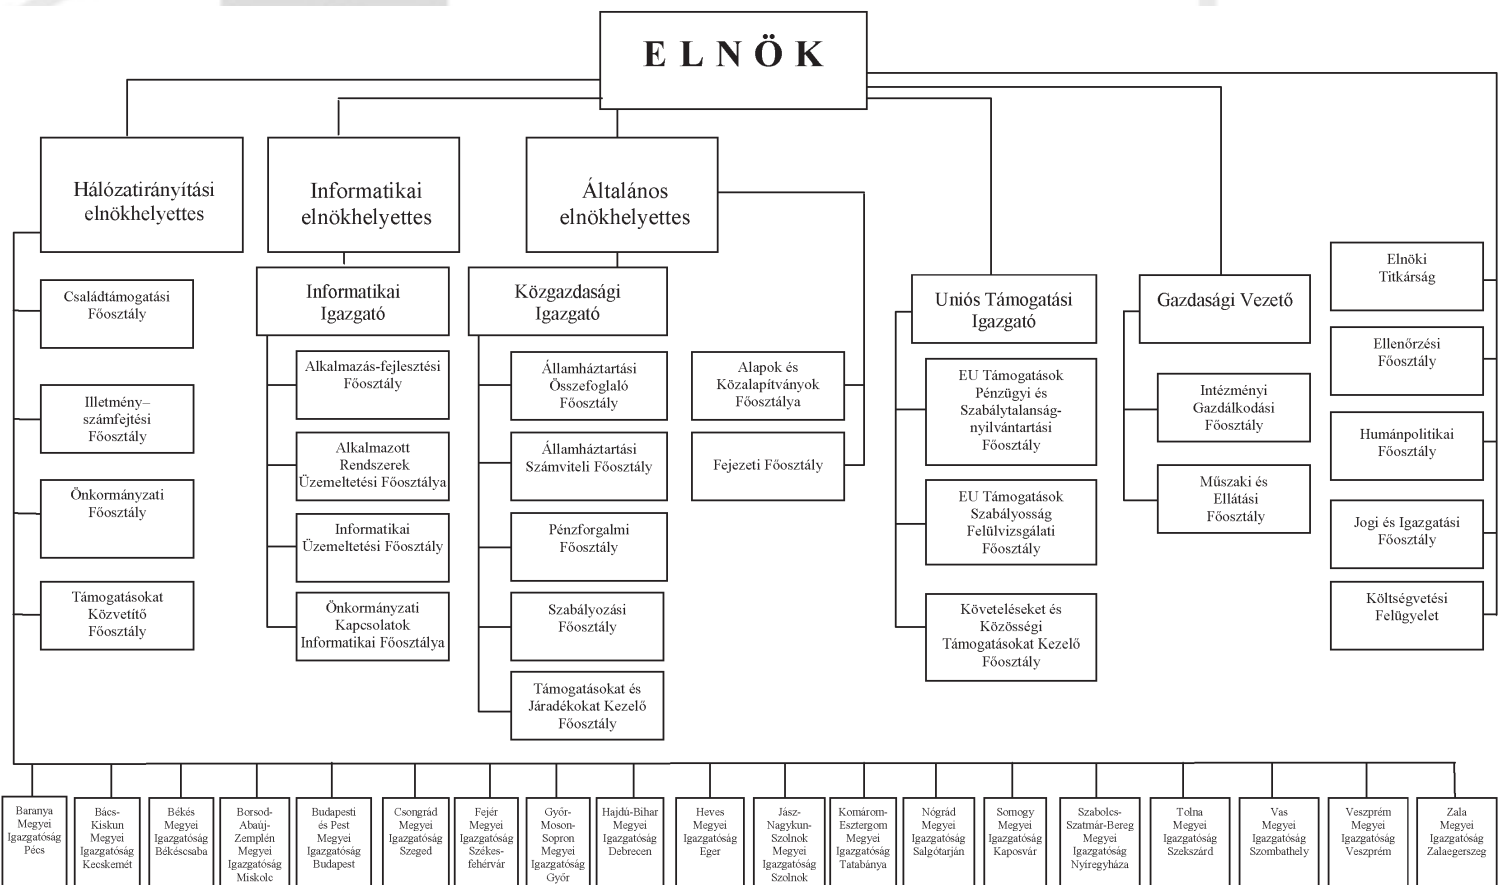 E L N Ö K
Hálózatirányítási
elnökhelyettes
Informatikai
elnökhelyettes
Általános
elnökhelyettes
Családtámogatási
Főosztály
Illetmény–
számfejtési
Főosztály
Önkormányzati
Főosztály
Támogatásokat
Közvetítő
Főosztály
Informatikai
Igazgató
Alkalmazás-fejlesztési
Főosztály
Alkalmazott
Rendszerek
Üzemeltetési Főosztálya
Informatikai
Üzemeltetési Főosztály
Önkormányzati
Kapcsolatok
Informatikai Főosztálya
Közgazdasági
Igazgató
Államháztartási
Összefoglaló
Főosztály
Államháztartási
Számviteli Főosztály
Pénzforgalmi
Főosztály
Szabályozási
Főosztály
Támogatásokat és
Járadékokat Kezelő
Főosztály
Alapok és
Közalapítványok
Főosztálya
Fejezeti Főosztály
Uniós Támogatási
Igazgató
EU Támogatások
Pénzügyi és
Szabálytalanság-
nyilvántartási
Főosztály
EU Támogatások
Szabályosság
Felülvizsgálati
Főosztály
Követeléseket és
Közösségi
Támogatásokat Kezelő
Főosztály
Gazdasági Vezető
Intézményi
Gazdálkodási
Főosztály
Műszaki és
Ellátási
Főosztály
Elnöki
Titkárság
Ellenőrzési
Főosztály
Humánpolitikai
Főosztály
Jogi és Igazgatási
Főosztály
Költségvetési
Felügyelet
Baranya
Megyei
Igazgatóság
Pécs
Bács-
Kiskun
Megyei
Igazgatóság
Kecskemét
Békés
Megyei
Igazgatóság
Békéscsaba
Borsod-
Abaúj-
Zemplén
Megyei
Igazgatóság
Miskolc
Budapesti
és Pest
Megyei
Igazgatóság
Budapest
Csongrád
Megyei
Igazgatóság
Szeged
Fejér
Megyei
Igazgatóság
Székes-
fehérvár
Győr-
Moson-
Sopron
Megyei
Igazgatóság
Győr
Hajdú-Bihar
Megyei
Igazgatóság
Debrecen
Heves
Megyei
Igazgatóság
Eger
Jász-
Nagykun-
Szolnok
Megyei
Igazgatóság
Szolnok
Komárom-
Esztergom
Megyei
Igazgatóság
Tatabánya
Nógrád
Megyei
Igazgatóság
Salgótarján
Somogy
Megyei
Igazgatóság
Kaposvár
Szabolcs-
Szatmár-Bereg
Megyei
Igazgatóság
Nyíregyháza
Tolna
Megyei
Igazgatóság
Szekszárd
Vas
Megyei
Igazgatóság
Szombathely
Veszprém
Megyei
Igazgatóság
Veszprém
Zala
Megyei
Igazgatóság
Zalaegerszeg